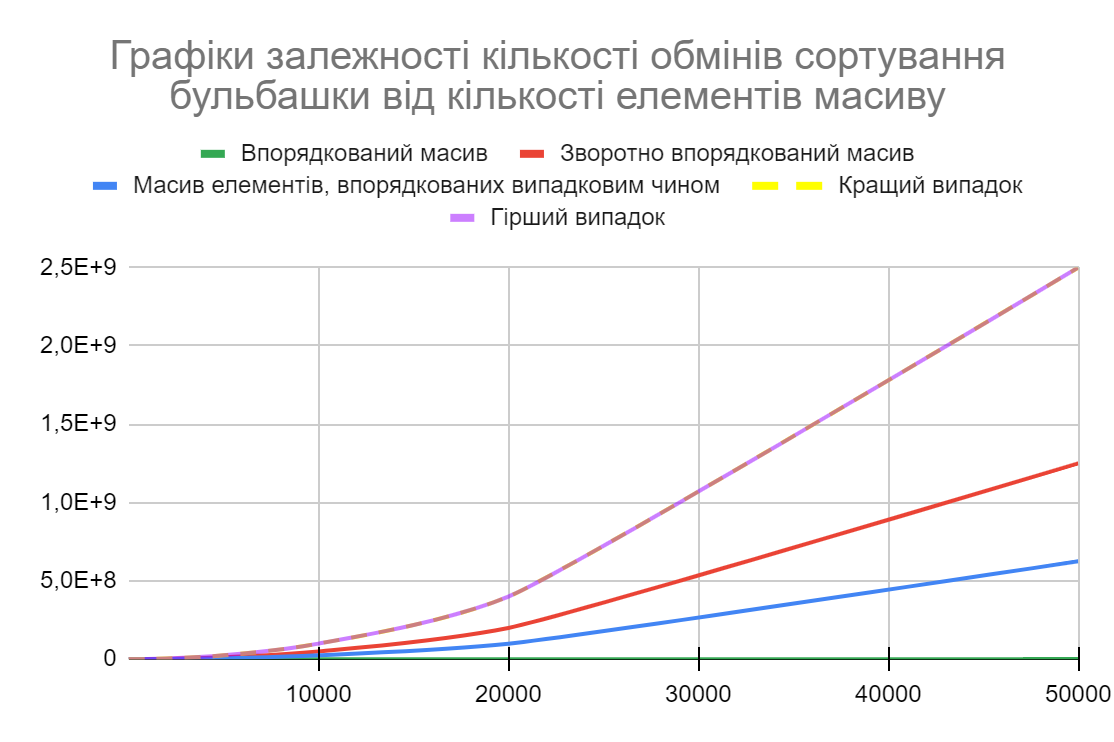 Графіки залежності кількості обмінів сортування
бульбашки від кількості елементів масиву
Впорядкований масив Зворотно впорядкований масив
Масив елементів, впорядкованих випадковим чином Кращий випадок
Гірший випадок
2,5E+9
2,0E+9
1,5E+9
1,0E+9
5,0E+8
0
10000 20000 30000 40000 50000